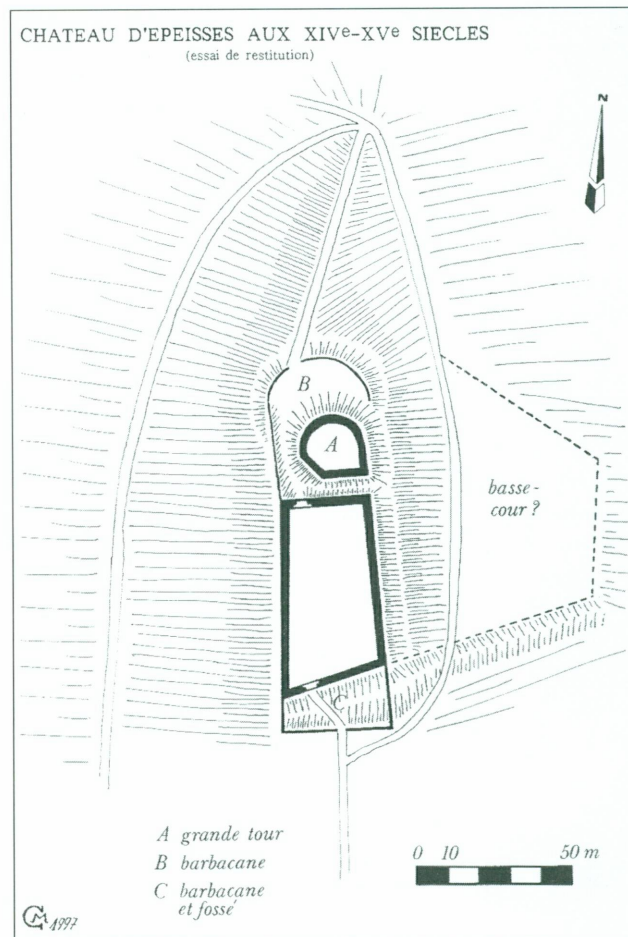 CHATEAU D'EPEISSES AUX XIVe-XVe SIECLES
(essai de restitution)
N
B
A
basse-
cour ?
C
A grande tour
B barbacane
C barbacane
et fossé
0 10 50 m
GM 1997